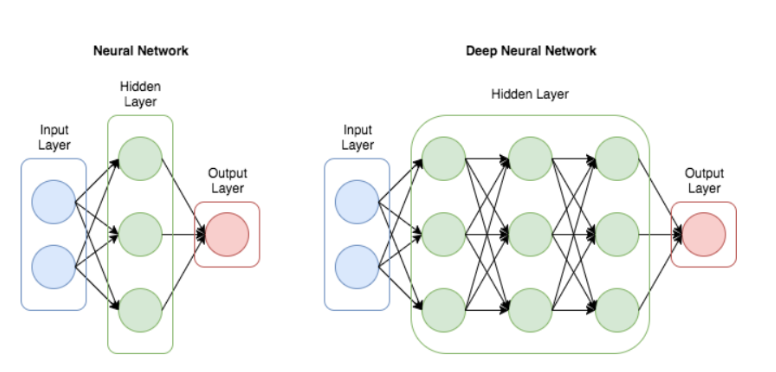 Neural Network
Hidden
Layer
Input
Layer
Output
Layer
Deep Neural Network
Hidden Layer
Input
Layer
Output
Layer